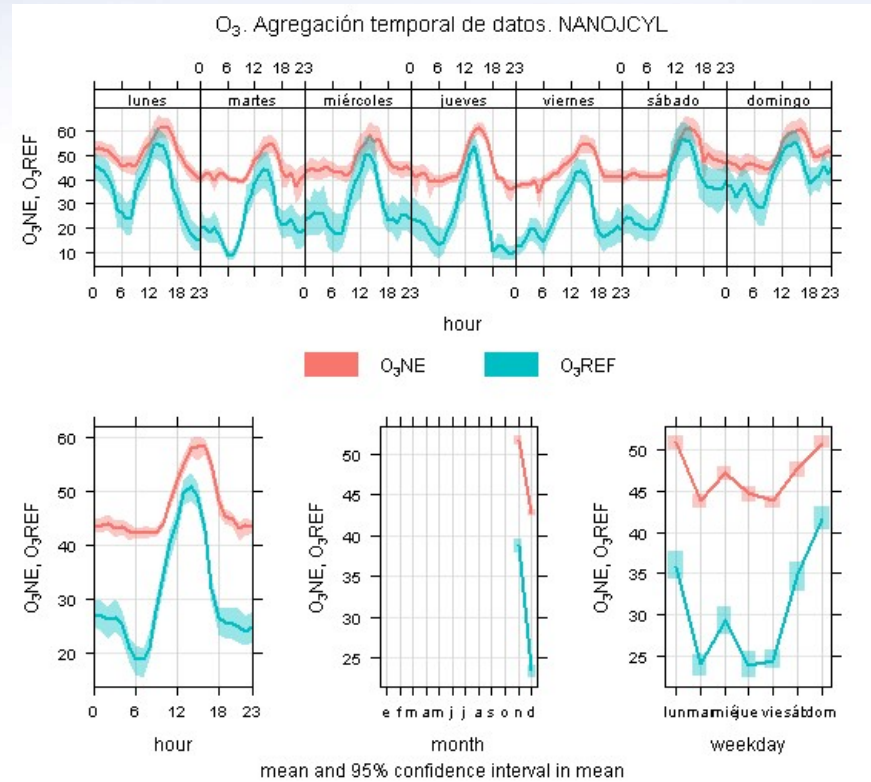 O₃. Agregación temporal de datos. NANOJCYL
0 6 12 18 23 0 6 12 18 23 0 6 12 18 23
lunes martes miércoles jueves viernes sábado domingo
O₃NE, O₃REF
60
50
40
30
20
10
0 6 12 18 23 0 6 12 18 23 0 6 12 18 23 0 6 12 18 23
hour
O₃NE O₃REF
O₃NE, O₃REF
60
50
40
30
20
0 6 12 18 23
hour
O₃NE, O₃REF
50
45
40
35
30
25
e f m a m j j a s o n d
month
O₃NE, O₃REF
50
45
40
35
30
25
lun mar mié jue vie sáb dom
weekday
mean and 95% confidence interval in mean